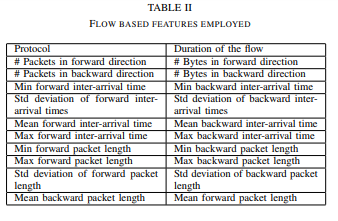 TABLE II
FLOW BASED FEATURES EMPLOYED
Protocol Duration of the flow
# Packets in forward direction # Bytes in forward direction
# Packets in backward direction # Bytes in backward direction
Min forward inter-arrival time Min backward inter-arrival time
Std deviation of forward inter- Std deviation of backward inter-
arrival times arrival times
Mean forward inter-arrival time Mean backward inter-arrival time
Max forward inter-arrival time Max backward inter-arrival time
Min forward packet length Min backward packet length
Max forward packet length Max backward packet length
Std deviation of forward packet Std deviation of backward packet
length length
Mean backward packet length Mean forward packet length